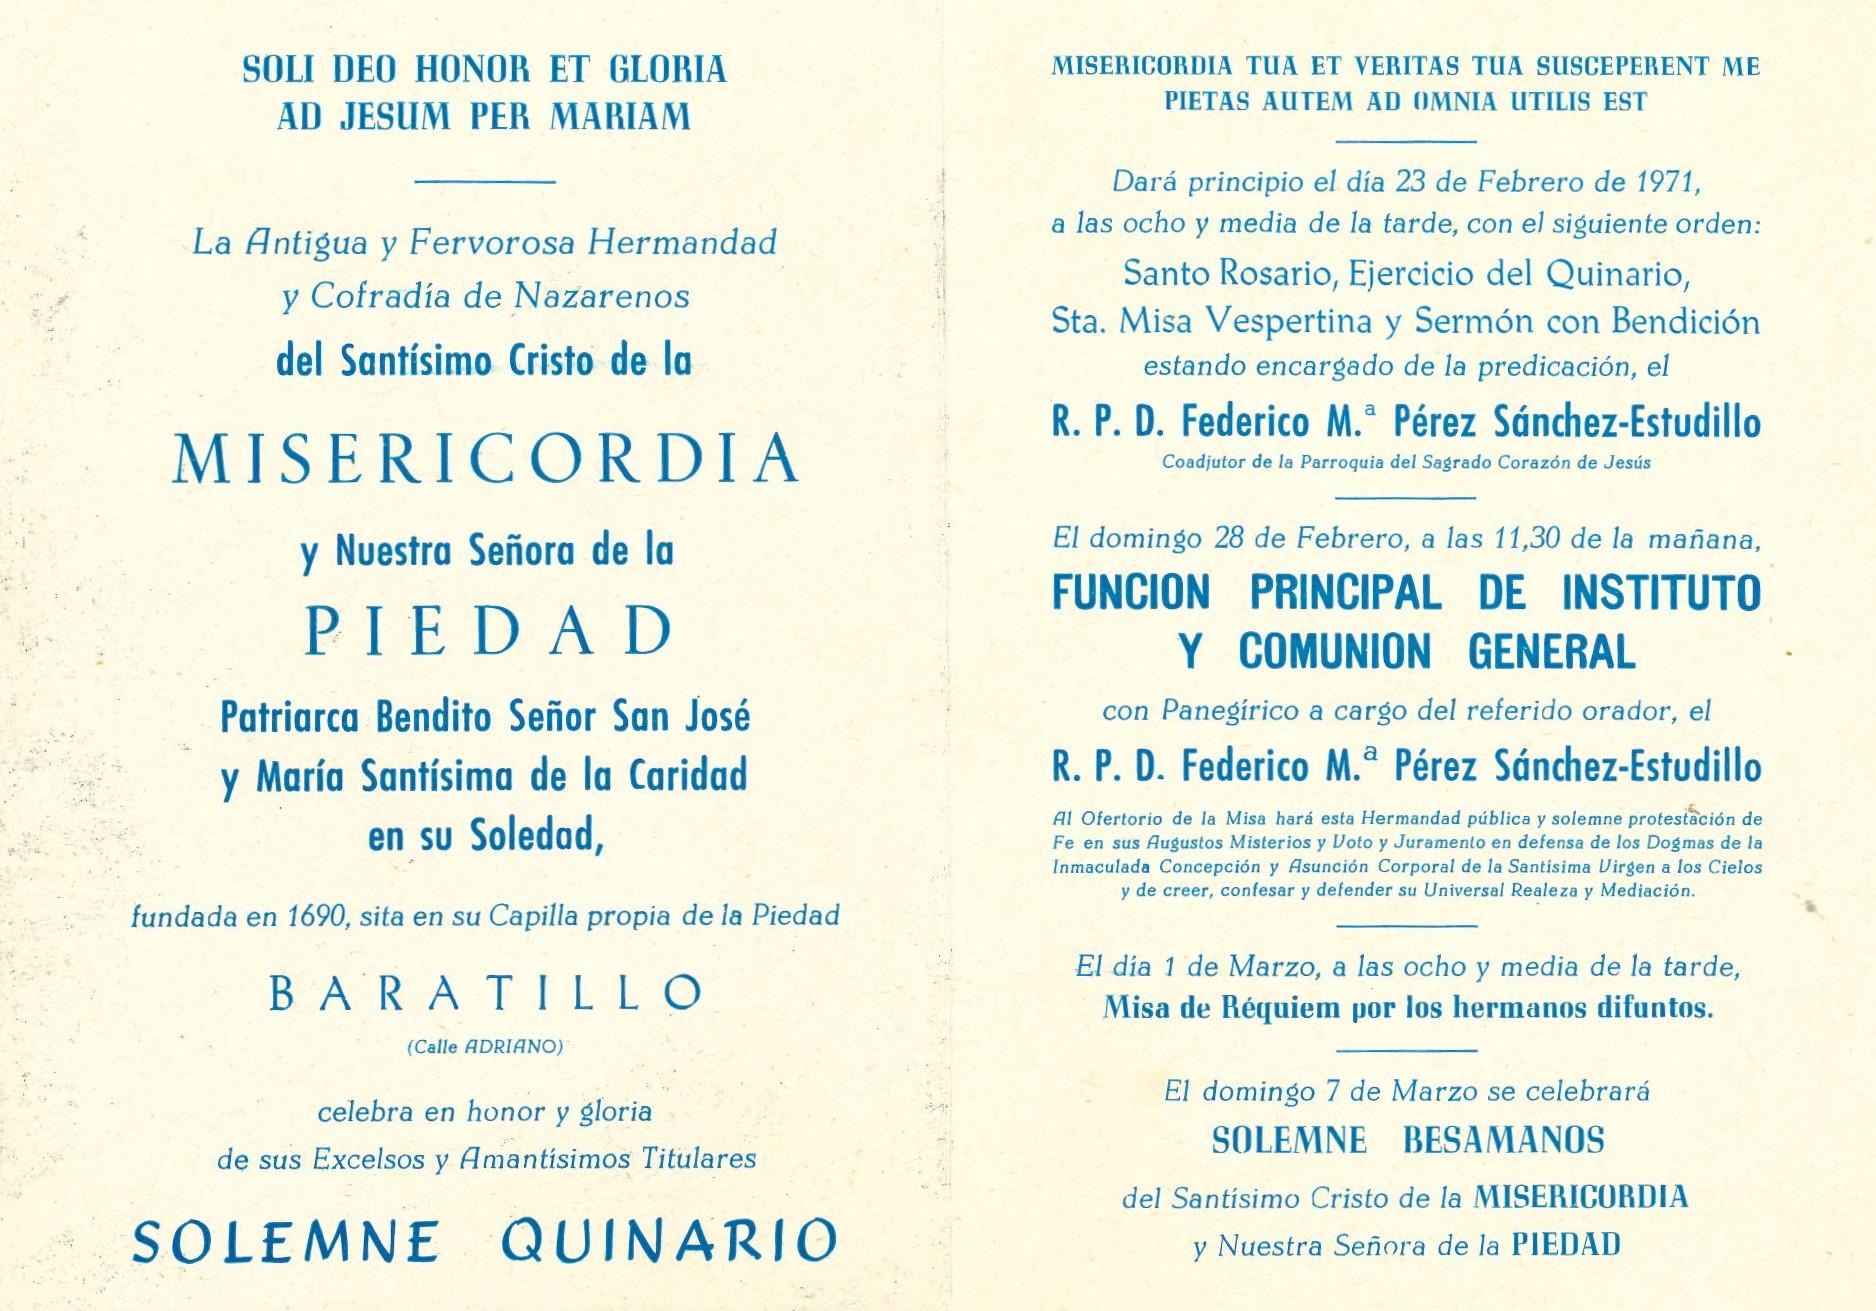 SOLI DEO HONOR ET GLORIA
AD JESUM PER MARIAM
La Antigua y Fervorosa Hermandad
y Cofradía de Nazarenos
del Santísimo Cristo de la
MISERICORDIA
y Nuestra Señora de la
PIEDAD
Patriarca Bendito Señor San José
y María Santísima de la Caridad
en su Soledad,
fundada en 1690, sita en su Capilla propia de la Piedad
BARATILLO
(Calle ADRIANO)
celebra en honor y gloria
de sus Excelsos y Amantísimos Titulares
SOLEMNE QUINARIO
MISERICORDIA TUA ET VERITAS TUA SUSCEPERENT ME
PIETAS AUTEM AD OMNIA UTILIS EST
Dará principio el día 23 de Febrero de 1971,
a las ocho y media de la tarde, con el siguiente orden:
Santo Rosario, Ejercicio del Quinario,
Sta. Misa Vespertina y Sermón con Bendición
estando encargado de la predicación, el
R. P. D. Federico M.ª Pérez Sánchez-Estudillo
Coadjutor de la Parroquia del Sagrado Corazón de Jesús
El domingo 28 de Febrero, a las 11,30 de la mañana,
FUNCION PRINCIPAL DE INSTITUTO
Y COMUNION GENERAL
con Panegírico a cargo del referido orador, el
R. P. D. Federico M.ª Pérez Sánchez-Estudillo
Al Ofertorio de la Misa hará esta Hermandad pública y solemne protestación de
Fe en sus Augustos Misterios y Voto y Juramento en defensa de los Dogmas de la
Inmaculada Concepción y Asunción Corporal de la Santísima Virgen a los Cielos
y de creer, confesar y defender su Universal Realeza y Mediación.
El día 1 de Marzo, a las ocho y media de la tarde,
Misa de Réquiem por los hermanos difuntos.
El domingo 7 de Marzo se celebrará
SOLEMNE BESAMANOS
del Santísimo Cristo de la MISERICORDIA
y Nuestra Señora de la PIEDAD